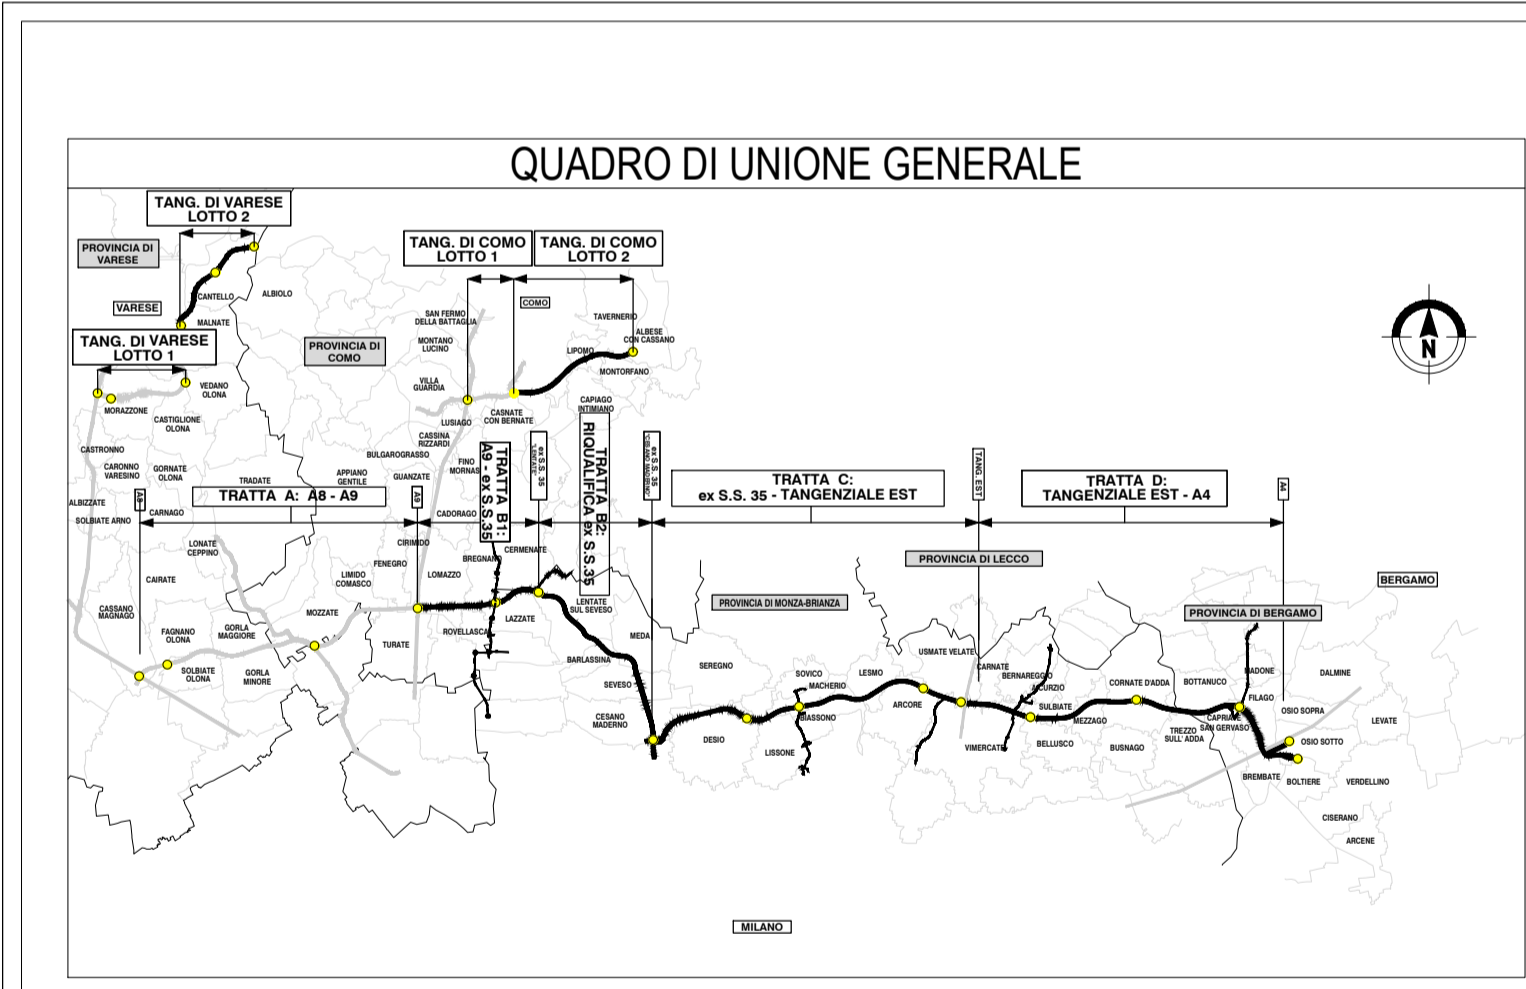 QUADRO DI UNIONE GENERALE
TANG. DI VARESE
LOTTO 2
PROVINCIA DI
VARESE
TANG. DI COMO
LOTTO 1
TANG. DI COMO
LOTTO 2
CANTELLO
ALBIOLO
VARESE
MALNATE
COMO
SAN FERMO
DELLA BATTAGLIA
TAVERNERIO
ALBESE
CON CASSANO
TANG. DI VARESE
LOTTO 1
PROVINCIA DI
COMO
MONTANO
LUCINO
LIPOMO
MONTORFANO
N
VILLA
GUARDIA
VEDANO
OLONA
MORAZZONE
CASTIGLIONE
OLONA
CAPIAGO
INTIMIANO
LUSIAGO
CASNATE
CON BERNATE
CASTRONNO
CASSINA
RIZZARDI
BULGAROGRASSO
CARONNO
VARESINO
GORNATE
OLONA
TRADATE
APPIANO
GENTILE
GUANZATE
FINO
MORNAS
TRATTA B1:
A9 - ex S.S.35
ex S.S. 35
"LENTATE"
TRATTA B2:
RIQUALIFICA ex S.S.35
ex S.S. 35
"CESANO MADERNO"
TRATTA C:
ex S.S. 35 - TANGENZIALE EST
TANG. EST
TRATTA D:
TANGENZIALE EST - A4
A4
TRATTA A: A8 - A9
A8
A9
ALBIZZATE
SOLBIATE ARNO
CARNAGO
CADORAGO
LONATE
CEPPINO
CIRIMIDO
CERMENATE
BREGNANO
FENEGRO
LOMAZZO
PROVINCIA DI LECCO
CAIRATE
LIMIDO
COMASCO
BERGAMO
CASSANO
MAGNAGO
MOZZATE
LENTATE
SUL SEVESO
PROVINCIA DI MONZA-BRIANZA
PROVINCIA DI BERGAMO
LAZZATE
FAGNANO
OLONA
GORLA
MAGGIORE
ROVELLASCA
MEDA
TURATE
USMATE VELATE
BARLASSINA
SEREGNO
SOVICO
LESMO
CARNATE
SOLBIATE
OLONA
GORLA
MINORE
BERNAREGGIO
MADONE
DALMINE
SEVESO
MACHERIO
AICURZIO
CORNATE D'ADDA
BOTTANUCO
FILAGO
ARCORE
SULBIATE
OSIO SOPRA
CESANO
MADERNO
BIASSONO
MEZZAGO
CAPRIATE
SAN GERVASO
LEVATE
DESIO
LISSONE
VIMERCATE
BELLUSCO
BUSNAGO
TREZZO
SULL' ADDA
OSIO SOTTO
BREMBATE
BOLTIERE
VERDELLINO
CISERANO
ARCENE
MILANO